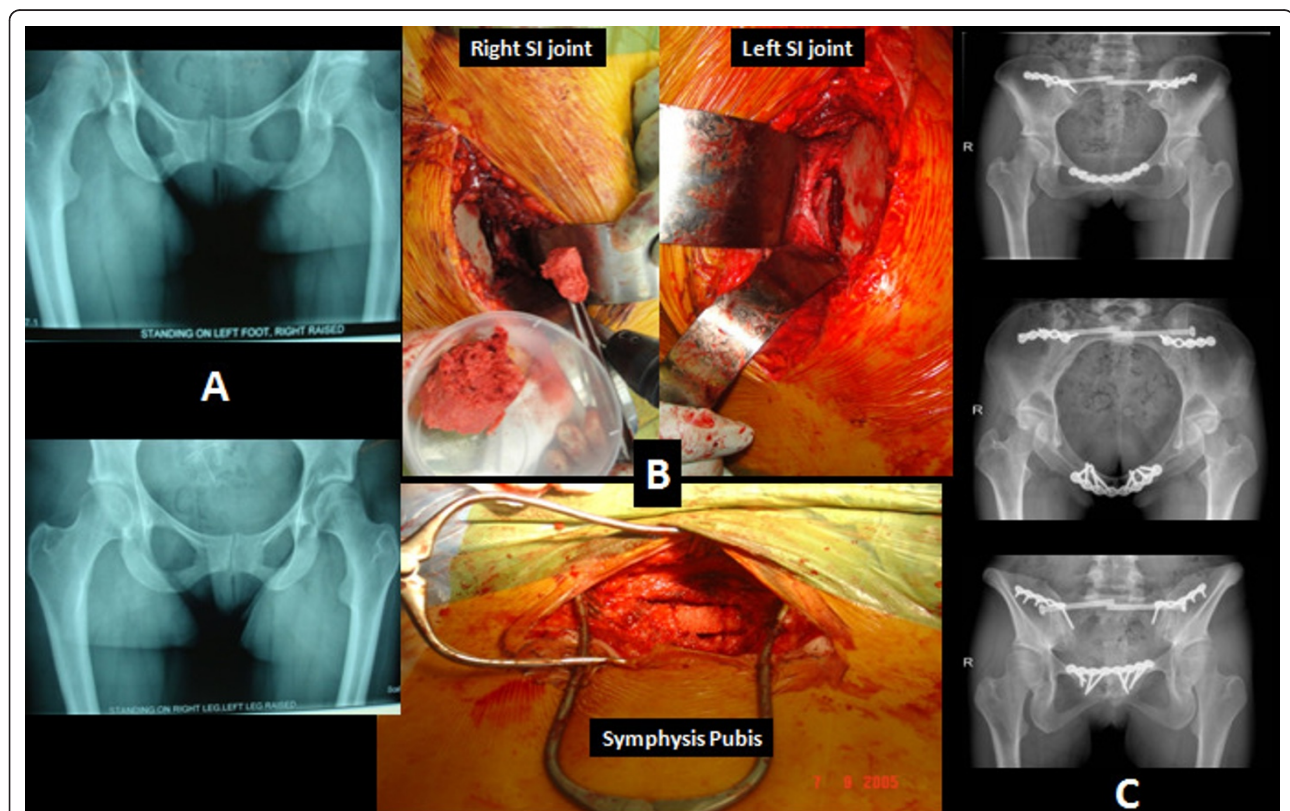 Right SI joint
Left SI joint
STANDING ON LEFT FOOT, RIGHT RAISED
A
R
B
R
STANDING ON RIGHT LEG,LEFT LEG RAISED
Symphysis Pubis
R
7 9 2005
C